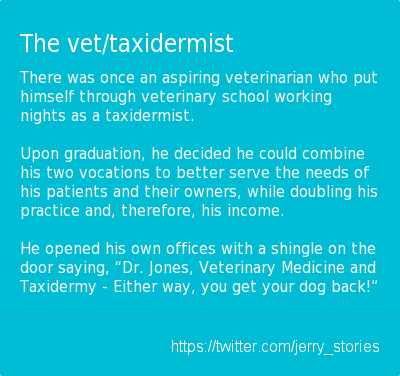 The vet/taxidermist
There was once an aspiring veterinarian who put
himself through veterinary school working
nights as a taxidermist.
Upon graduation, he decided he could combine
his two vocations to better serve the needs of
his patients and their owners, while doubling his
practice and, therefore, his income.
He opened his own offices with a shingle on the
door saying, “Dr. Jones, Veterinary Medicine and
Taxidermy - Either way, you get your dog back!”
https://twitter.com/jerry_stories